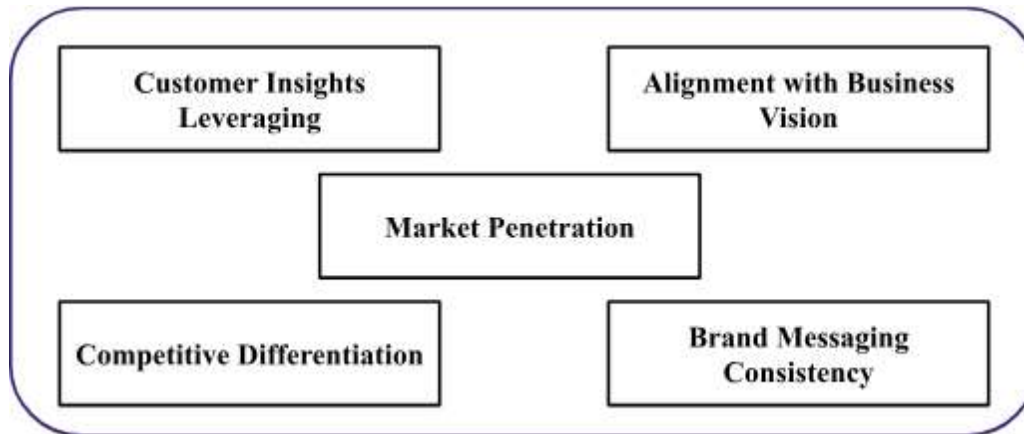 Customer Insights
Leveraging
Alignment with Business
Vision
Market Penetration
Competitive Differentiation
Brand Messaging
Consistency